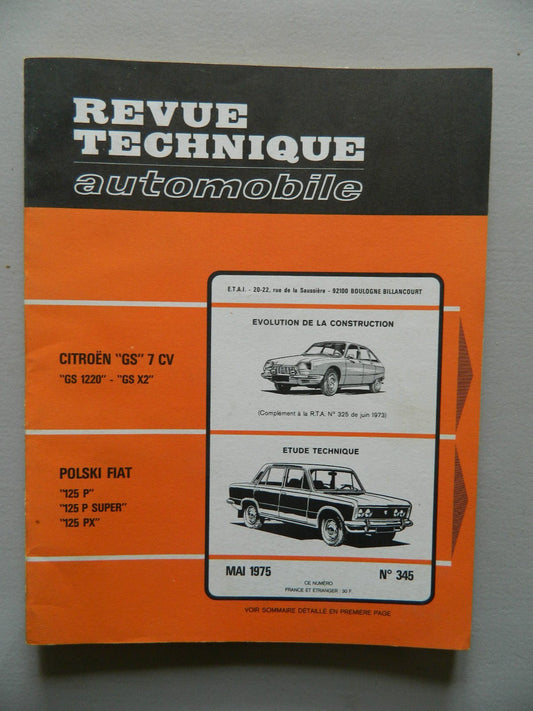 REVUE
TECHNIQUE
automobile
E.T.A.I. - 20-22, rue de la Saussière - 92100 BOULOGNE BILLANCOURT
EVOLUTION DE LA CONSTRUCTION
CITROËN "GS" 7 CV
"GS 1220" - "GS X2"
(Complément à la R.T.A. N° 325 de juin 1973)
ETUDE TECHNIQUE
POLSKI FIAT
"125 P"
"125 P SUPER"
"125 PX"
MAI 1975 N° 345
CE NUMÉRO
FRANCE ET ETRANGER : 30 F.
VOIR SOMMAIRE DÉTAILLÉ EN PREMIÈRE PAGE